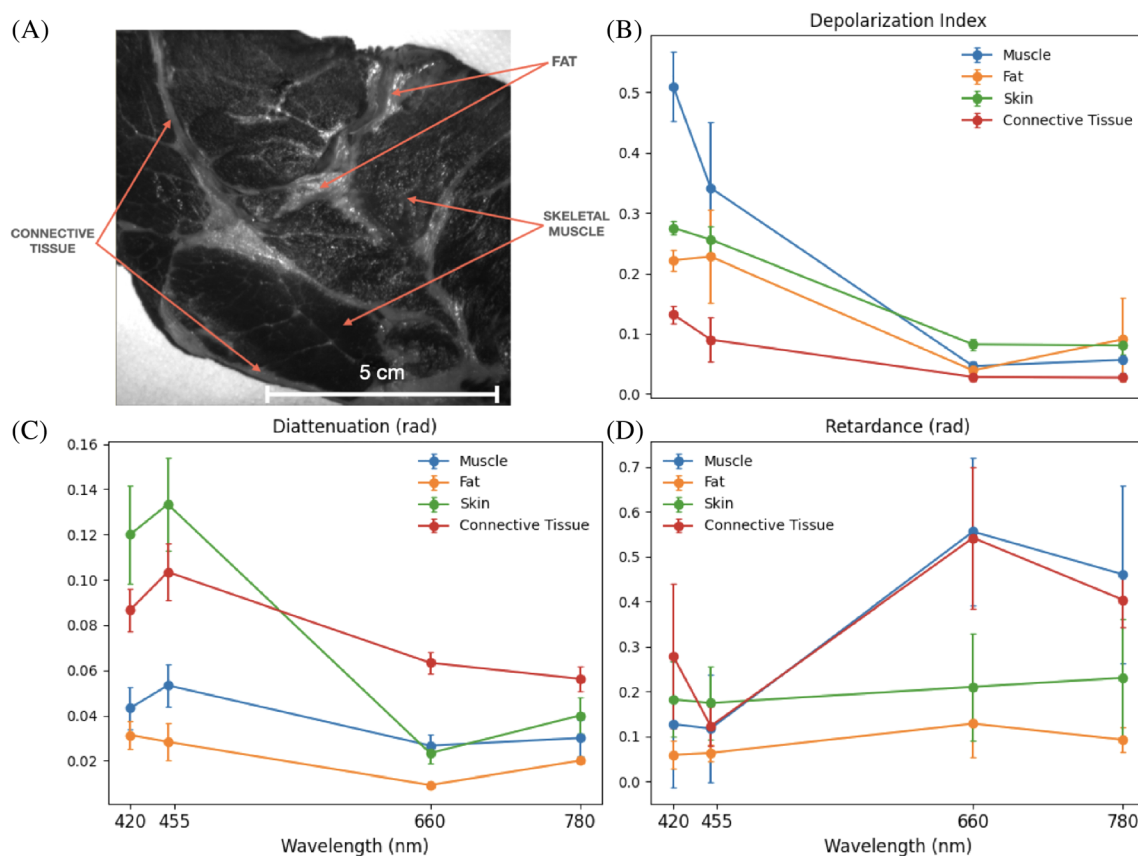 (A)
FAT
CONNECTIVE
TISSUE
SKELETAL
MUSCLE
5 cm
(B)
Depolarization Index
Muscle
Fat
Skin
Connective Tissue
0.5
0.4
0.3
0.2
0.1
0.0
(C)
Diattenuation (rad)
Muscle
Fat
Skin
Connective Tissue
0.16
0.14
0.12
0.10
0.08
0.06
0.04
0.02
420
455
660
780
Wavelength (nm)
(D)
Retardance (rad)
Muscle
Fat
Skin
Connective Tissue
0.7
0.6
0.5
0.4
0.3
0.2
0.1
0.0
420
455
660
780
Wavelength (nm)